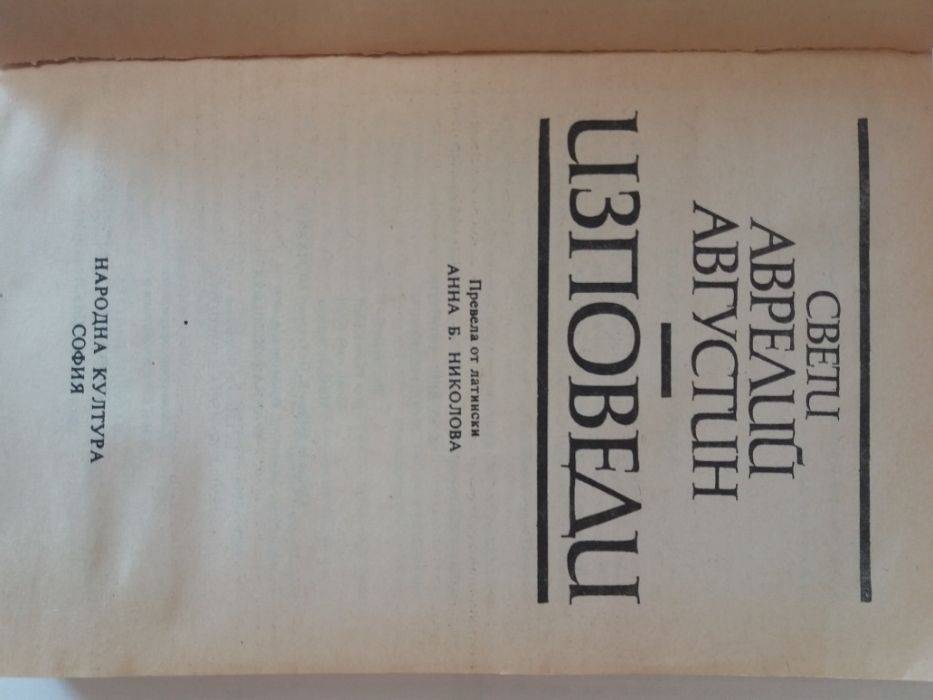 СВЕТИ
АВРЕЛИЙ
АВГУСТИН
ИЗПОВЕДИ
Превела от латински
АННА Б. НИКОЛОВА
НАРОДНА КУЛТУРА
СОФИЯ